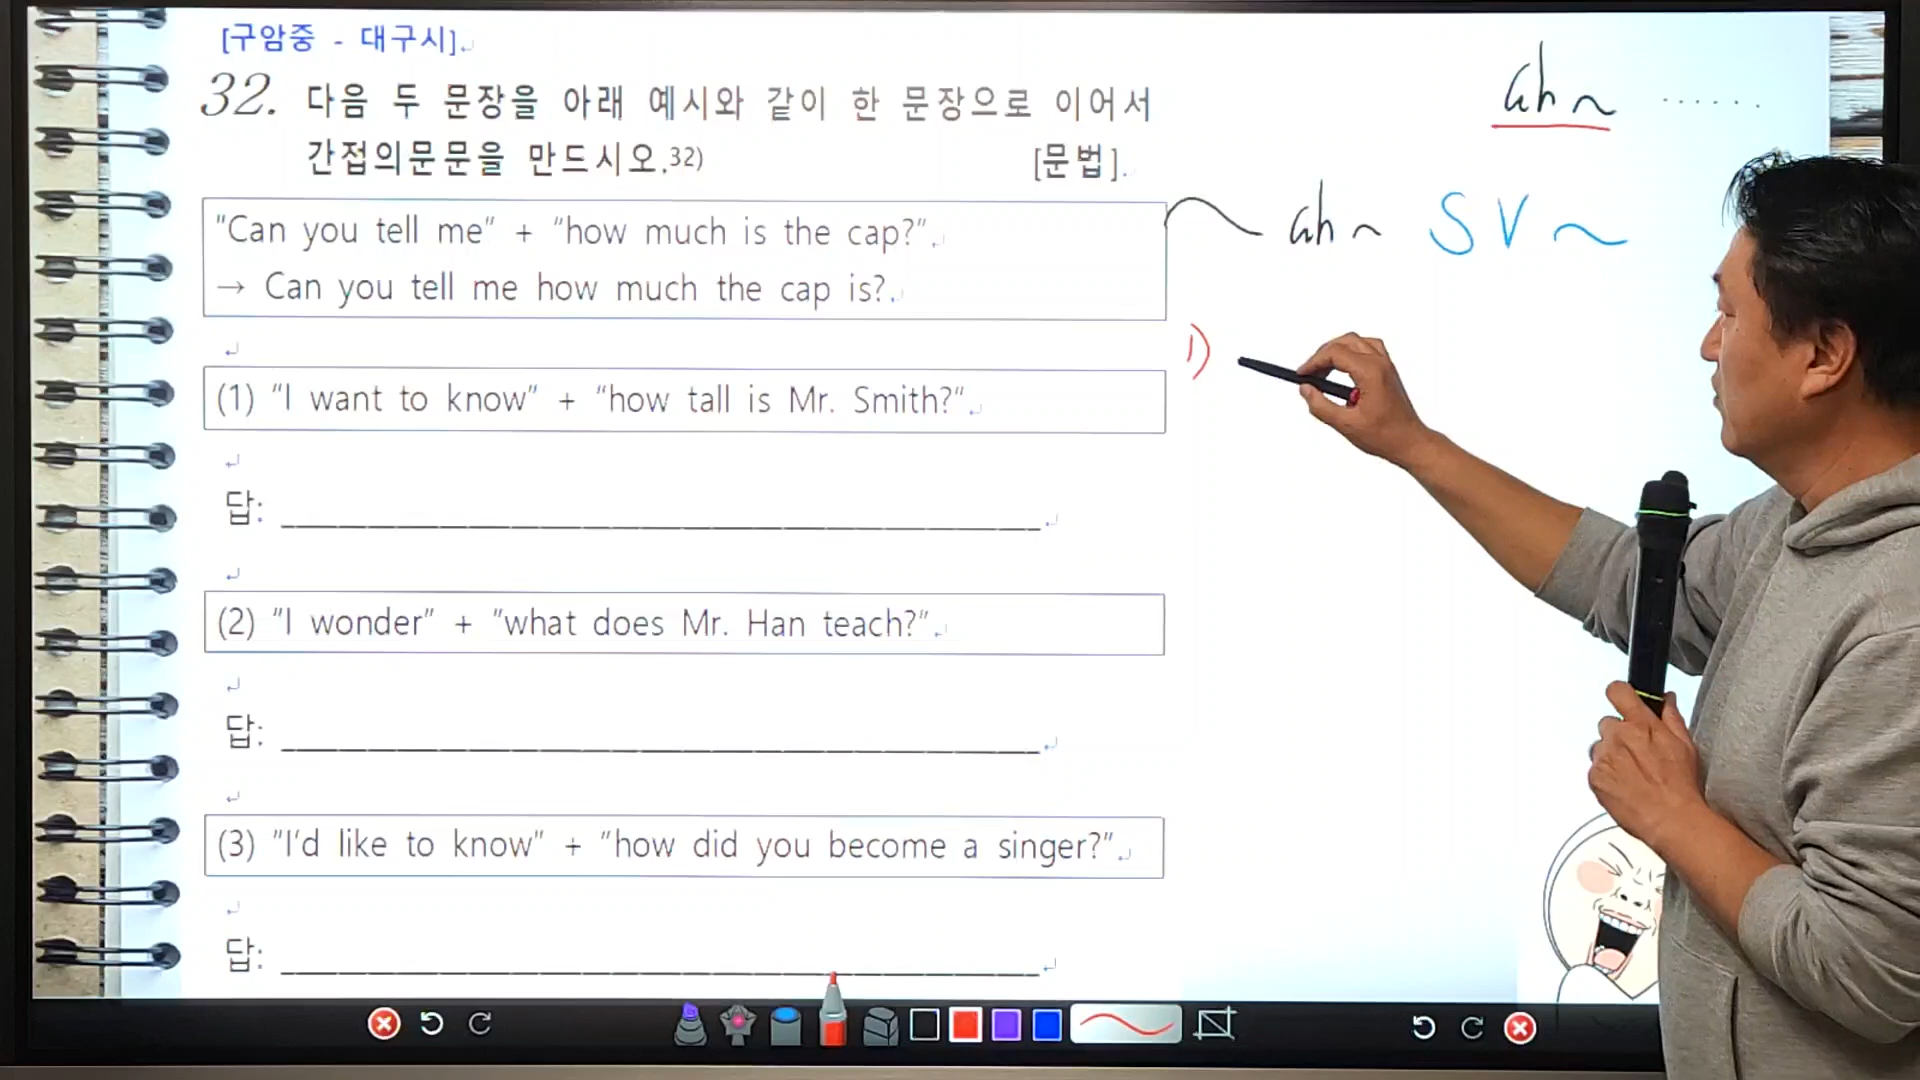 [구암중 - 대구시]
32. 다음 두 문장을 아래 예시와 같이 한 문장으로 이어서
간접의문문을 만드시오.32) [문법]
"Can you tell me" + "how much is the cap?"
→ Can you tell me how much the cap is?
(1) "I want to know" + "how tall is Mr. Smith?"
답:
(2) "I wonder" + "what does Mr. Han teach?"
답:
(3) "I'd like to know" + "how did you become a singer?"
답:
wh~ ......
~ wh~ S V ~
1)